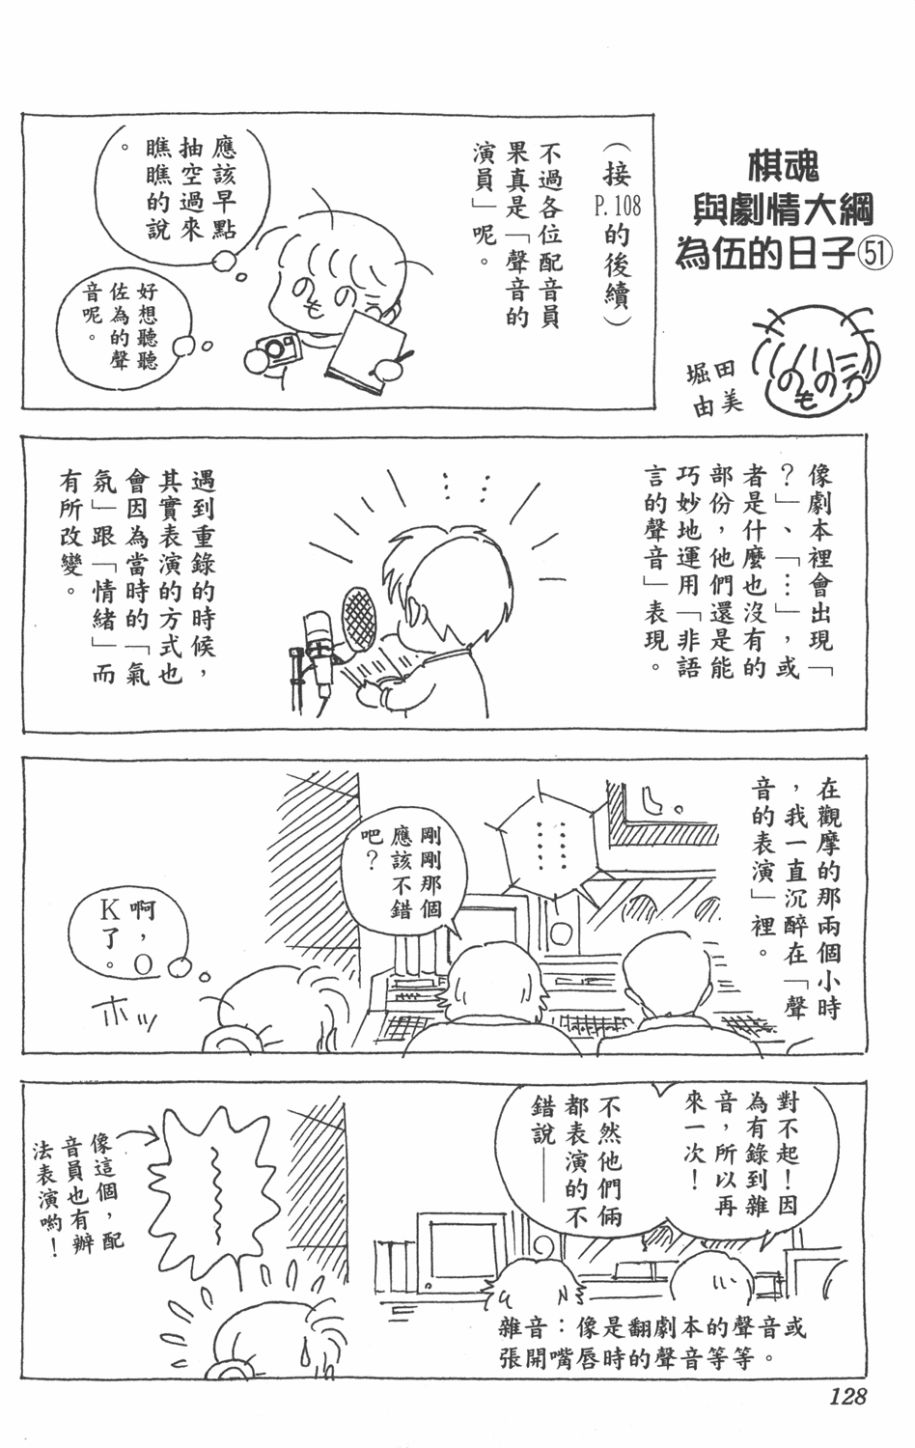 棋魂
與劇情大綱
為伍的日子51
堀田
由美
(接P.108的後續)
不過各位配音員
果真是「聲音的
演員」呢。
應該早點
抽空過來
瞧瞧的說
。
好想聽聽
佐為的聲
音呢。
像劇本裡會出現「
?」、「…」,或
者是什麼也沒有的
部份,他們還是能
巧妙地運用「非語
言的聲音」表現。
遇到重錄的時候,
其實表演的方式也
會因為當時的「氣
氛」跟「情緒」而
有所改變。
在觀摩的那兩個小時
,我一直沉醉在「聲
音的表演」裡。
……
剛剛那個
應該不錯
吧?
啊,O
K了。
ホッ
對不起!因
為有錄到雜
音,所以再
來一次!
不然他們倆
都表演的不
錯說——
像這個,配
音員也有辦
法表演喲!
雜音:像是翻劇本的聲音或
張開嘴唇時的聲音等等。
128